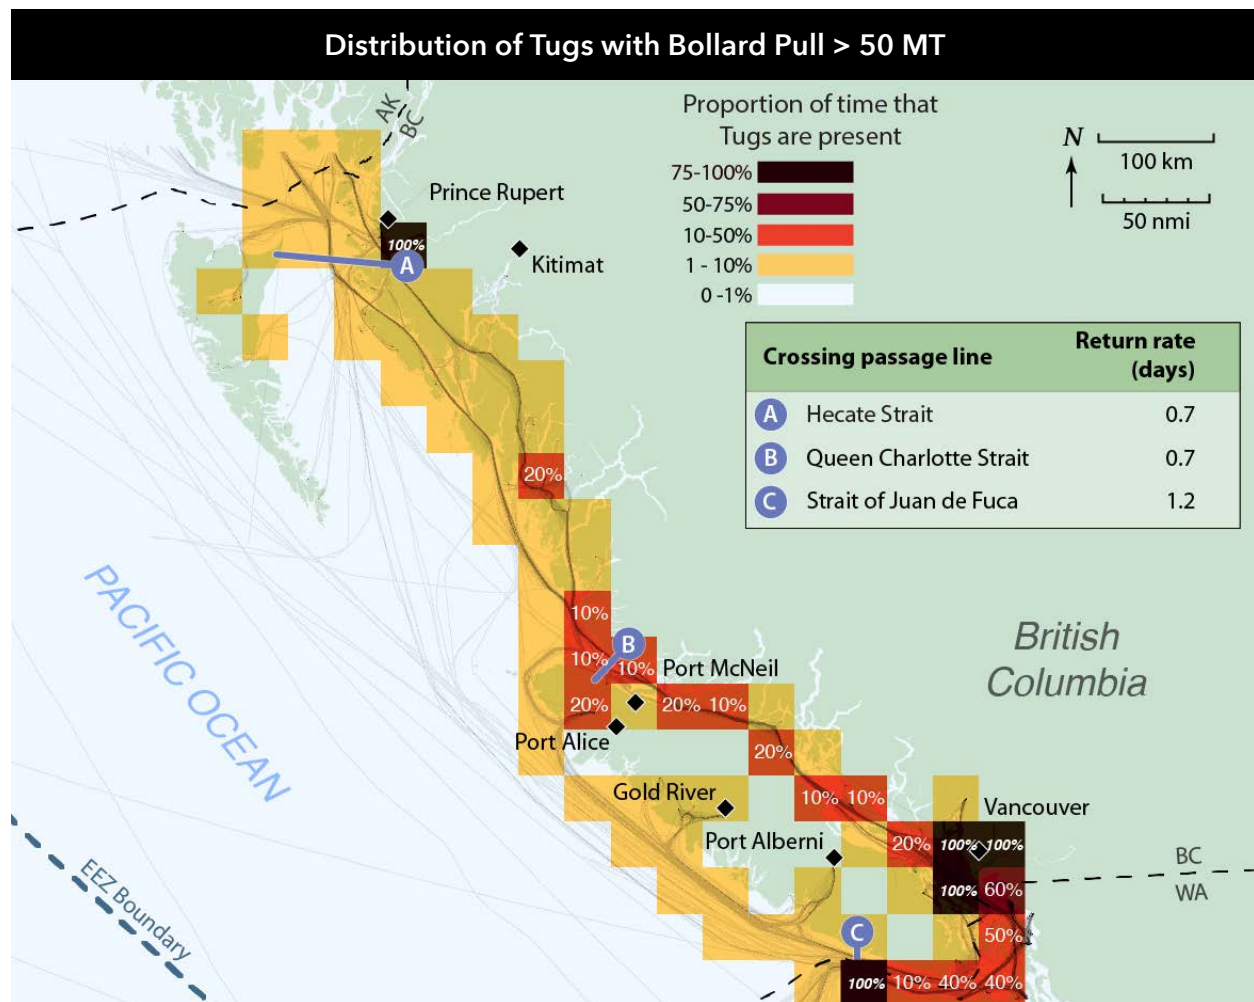 Distribution of Tugs with Bollard Pull > 50 MT
Proportion of time that
Tugs are present
75-100%
50-75%
10-50%
1 - 10%
0 -1%
N
100 km
50 nmi
AK
BC
Prince Rupert
100%
A
Kitimat
Crossing passage line
Return rate
(days)
A Hecate Strait 0.7
B Queen Charlotte Strait 0.7
C Strait of Juan de Fuca 1.2
20%
10%
B
10% 10% Port McNeil
20% 20% 10%
Port Alice
20%
PACIFIC OCEAN
British
Columbia
Gold River
10% 10%
Vancouver
Port Alberni
20% 100% 100%
BC
WA
100% 60%
EEZ Boundary
C
50%
100% 10% 40% 40%